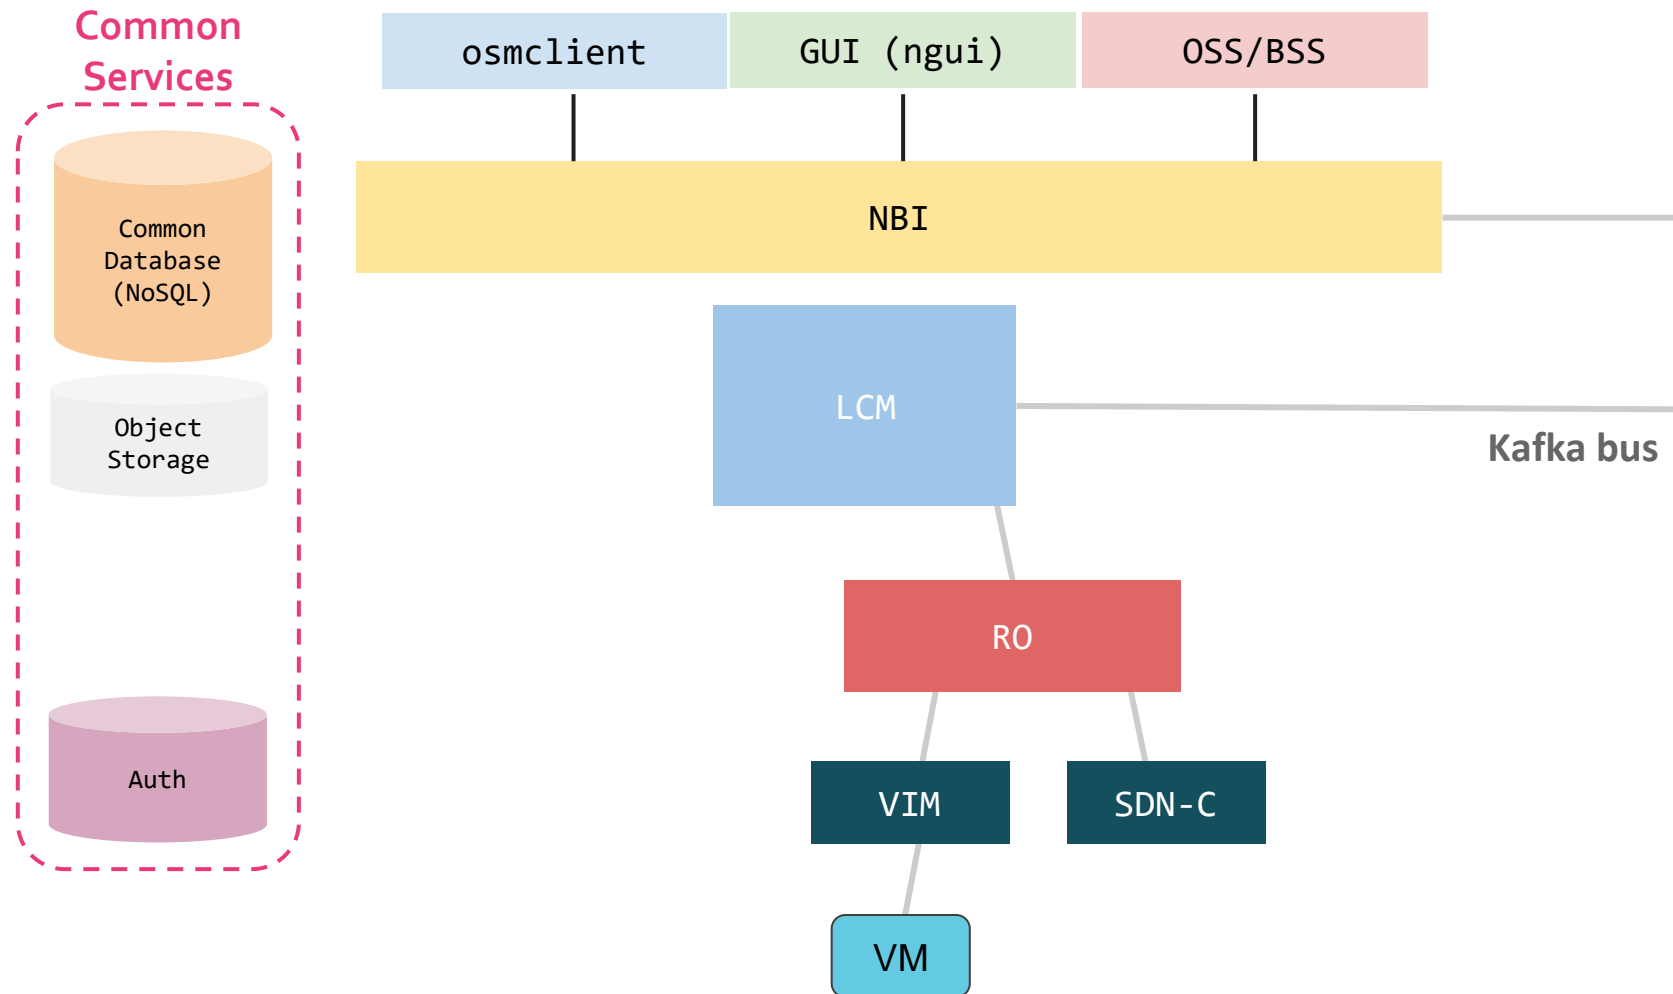 Common
Services
osmclient
GUI (ngui)
OSS/BSS
NBI
Common
Database
(NoSQL)
LCM
Kafka bus
Object
Storage
RO
Auth
VIM
SDN-C
VM